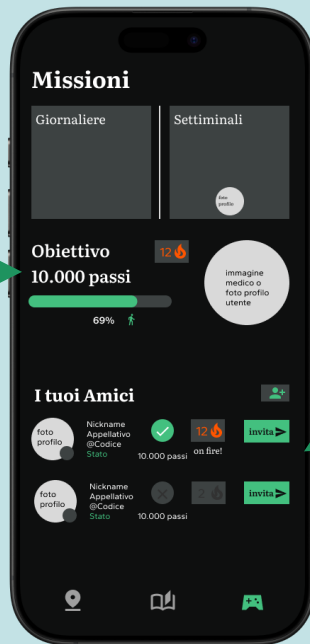 Missioni
Giornaliere
Settiminali
foto
profilo
Obiettivo
12
10.000 passi
immagine
medico o
foto profilo
utente
69%
I tuoi Amici
foto
profilo
Nickname
Appellativo
@Codice
Stato
10.000 passi
12
on fire!
invita
foto
profilo
Nickname
Appellativo
@Codice
Stato
10.000 passi
2
invita